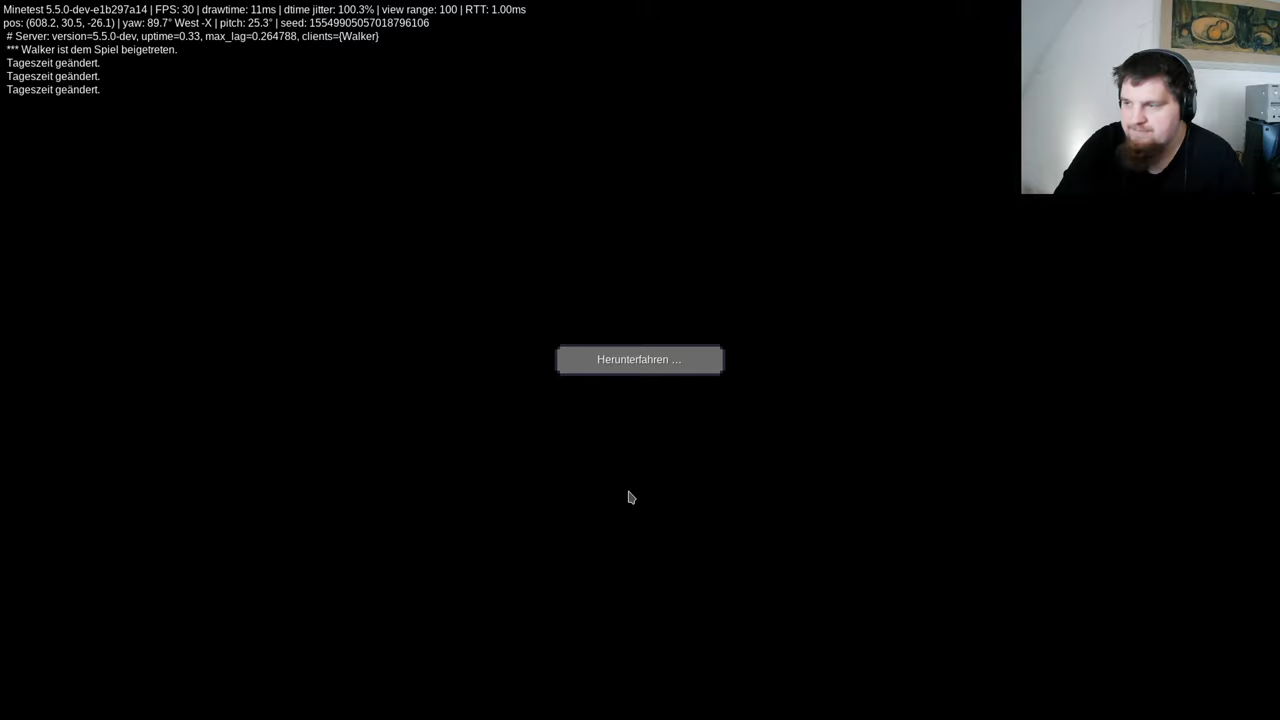 Minetest 5.5.0-dev-e1b297a14 | FPS: 30 | drawtime: 11ms | dtime jitter: 100.3% | view range: 100 | RTT: 1.00ms
pos: (608.2, 30.5, -26.1) | yaw: 89.7° West -X | pitch: 25.3° | seed: 15549905057018796106
# Server: version=5.5.0-dev, uptime=0.33, max_lag=0.264788, clients={Walker}
*** Walker ist dem Spiel beigetreten.
Tageszeit geändert.
Tageszeit geändert.
Tageszeit geändert.
Herunterfahren …